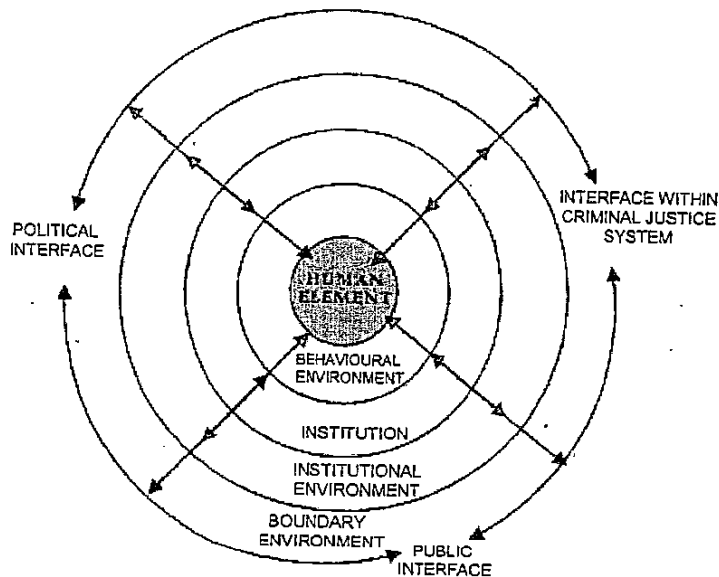 POLITICAL
INTERFACE
INTERFACE WITHIN
CRIMINAL JUSTICE
SYSTEM
HUMAN
ELEMENT
BEHAVIOURAL
ENVIRONMENT
INSTITUTION
INSTITUTIONAL
ENVIRONMENT
BOUNDARY
ENVIRONMENT
PUBLIC
INTERFACE